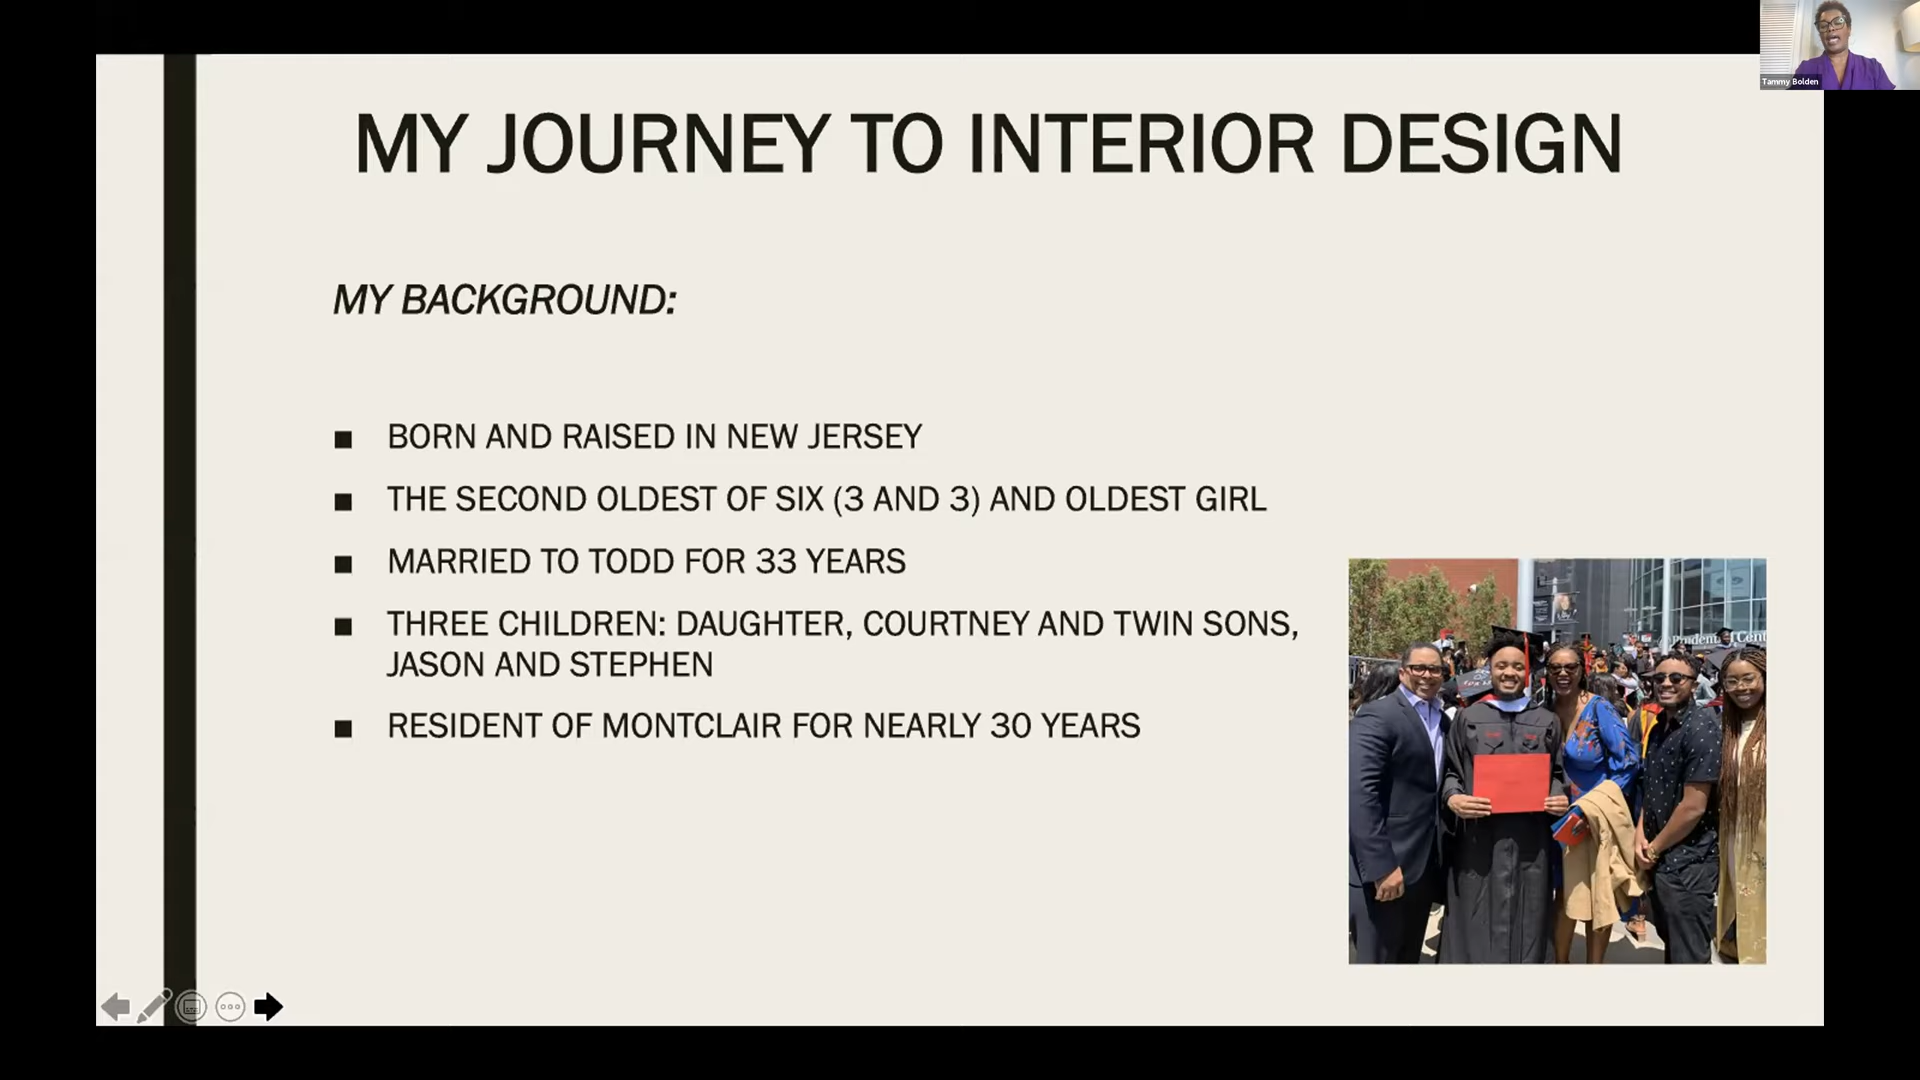 Tammy Bolden
MY JOURNEY TO INTERIOR DESIGN
MY BACKGROUND:
BORN AND RAISED IN NEW JERSEY
THE SECOND OLDEST OF SIX (3 AND 3) AND OLDEST GIRL
MARRIED TO TODD FOR 33 YEARS
THREE CHILDREN: DAUGHTER, COURTNEY AND TWIN SONS,
JASON AND STEPHEN
RESIDENT OF MONTCLAIR FOR NEARLY 30 YEARS
Prudential Cent